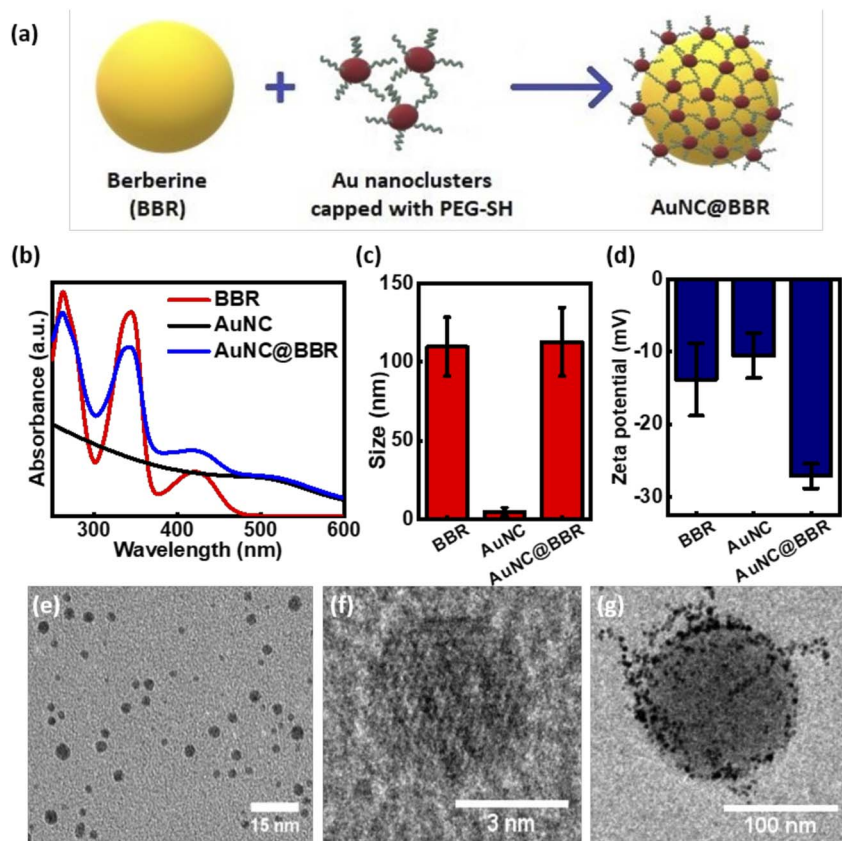 (a)
+
Berberine
(BBR)
Au nanoclusters
capped with PEG-SH
AuNC@BBR
(b)
Absorbance (a.u.)
BBR
AuNC
AuNC@BBR
300
400
500
600
Wavelength (nm)
(c)
Size (nm)
150
100
50
0
BBR
AuNC
AuNC@BBR
(d)
Zeta potential (mV)
0
-10
-20
-30
BBR
AuNC
AuNC@BBR
(e)
15 nm
(f)
3 nm
(g)
100 nm